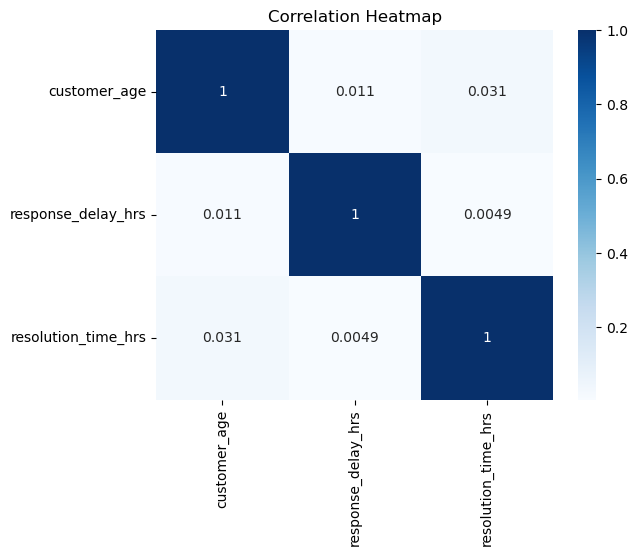 Correlation Heatmap
customer_age
1
0.011
0.031
response_delay_hrs
0.011
1
0.0049
resolution_time_hrs
0.031
0.0049
1
customer_age
response_delay_hrs
resolution_time_hrs
1.0
0.8
0.6
0.4
0.2